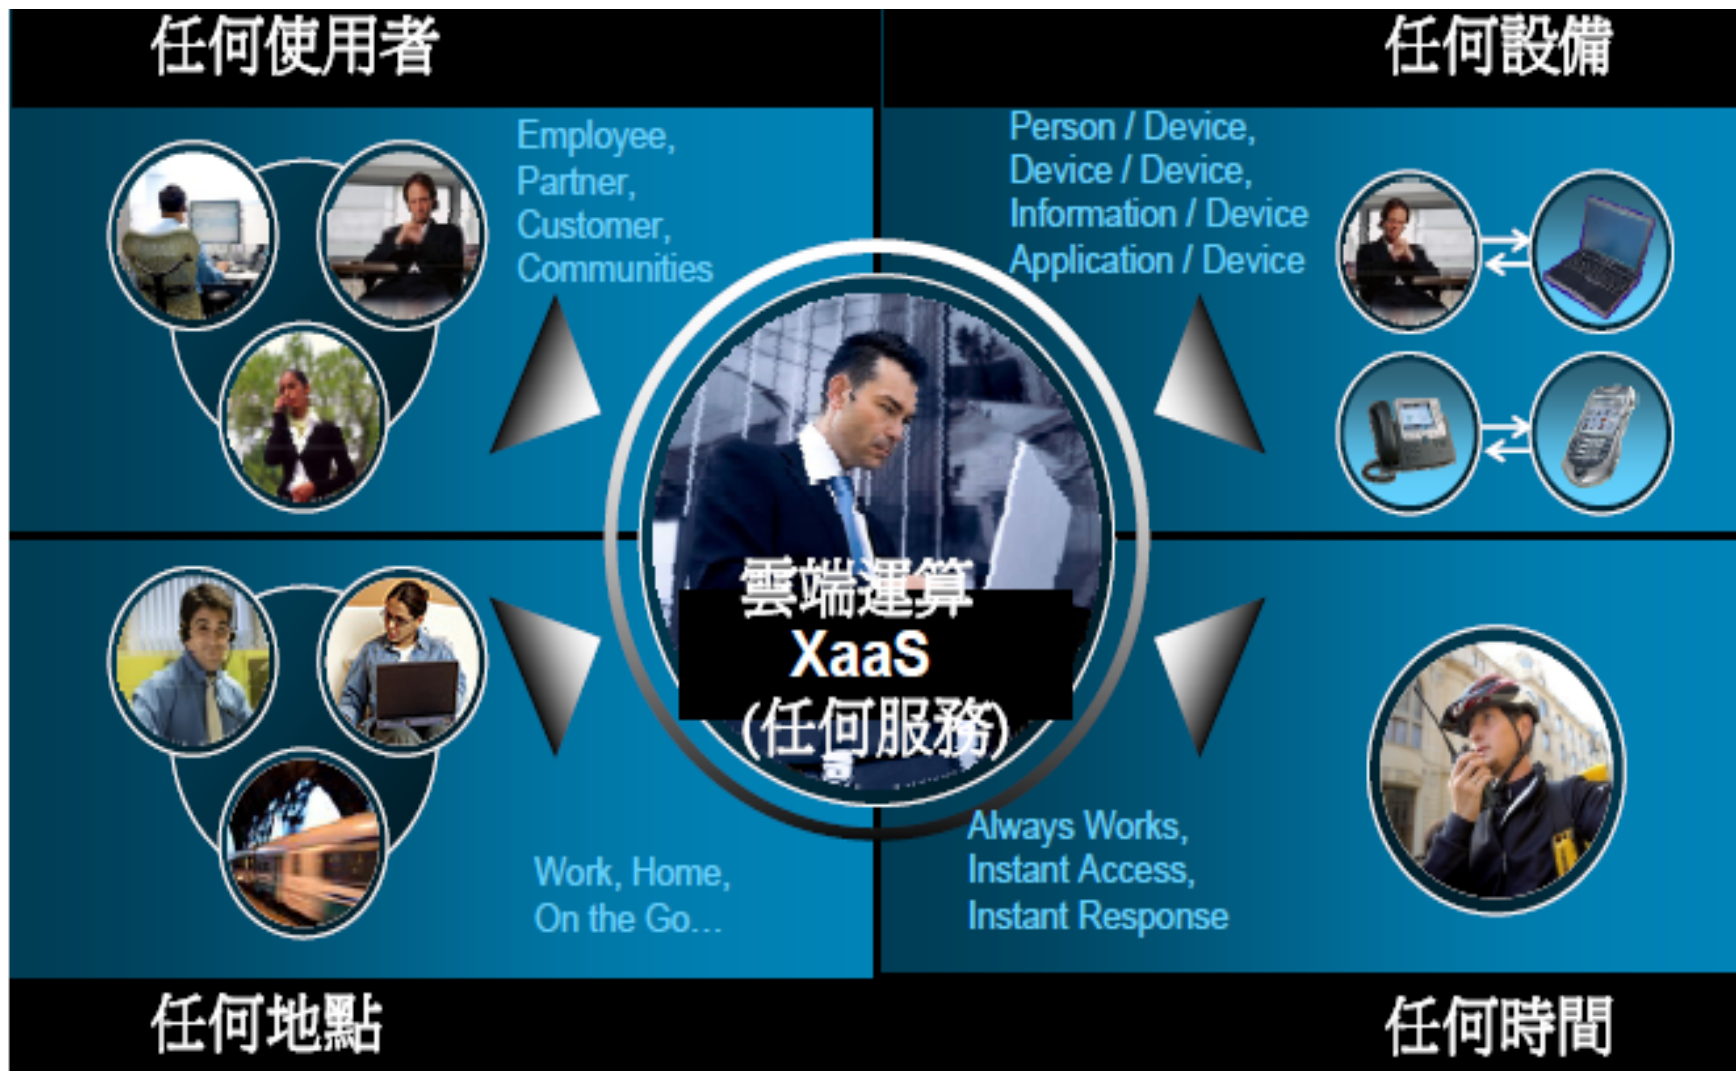 任何使用者
Employee,
Partner,
Customer,
Communities
任何設備
Person / Device,
Device / Device,
Information / Device
Application / Device
雲端運算
XaaS
(任何服務)
Work, Home,
On the Go...
任何地點
Always Works,
Instant Access,
Instant Response
任何時間